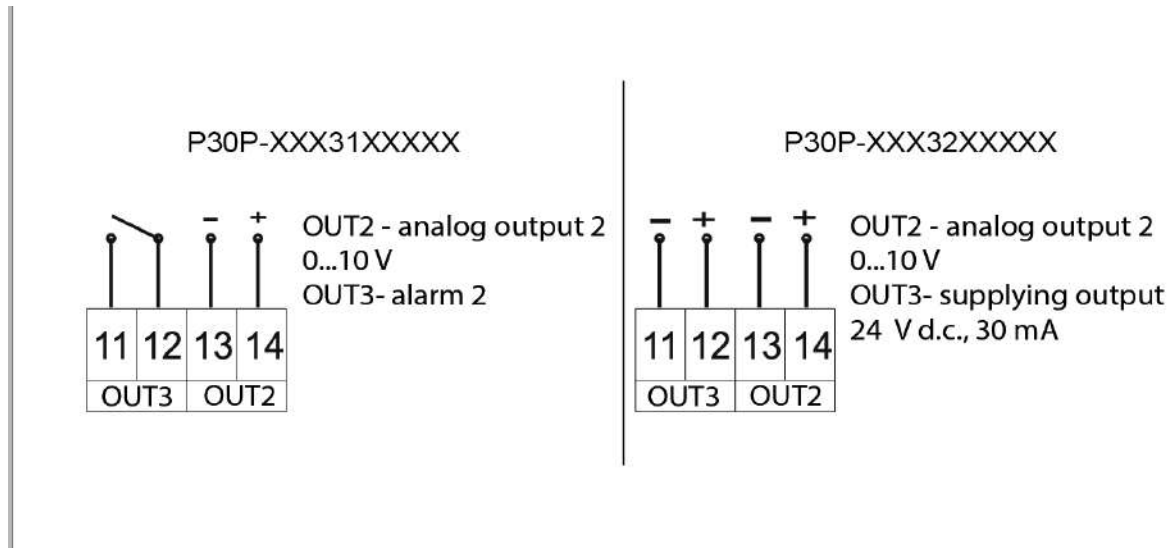 P30P-XXX31XXXXX
- +
OUT2 - analog output 2
0...10 V
OUT3- alarm 2
11 12 13 14
OUT3 OUT2
P30P-XXX32XXXXX
- + - +
OUT2 - analog output 2
0...10 V
OUT3- supplying output
24 V d.c., 30 mA
11 12 13 14
OUT3 OUT2